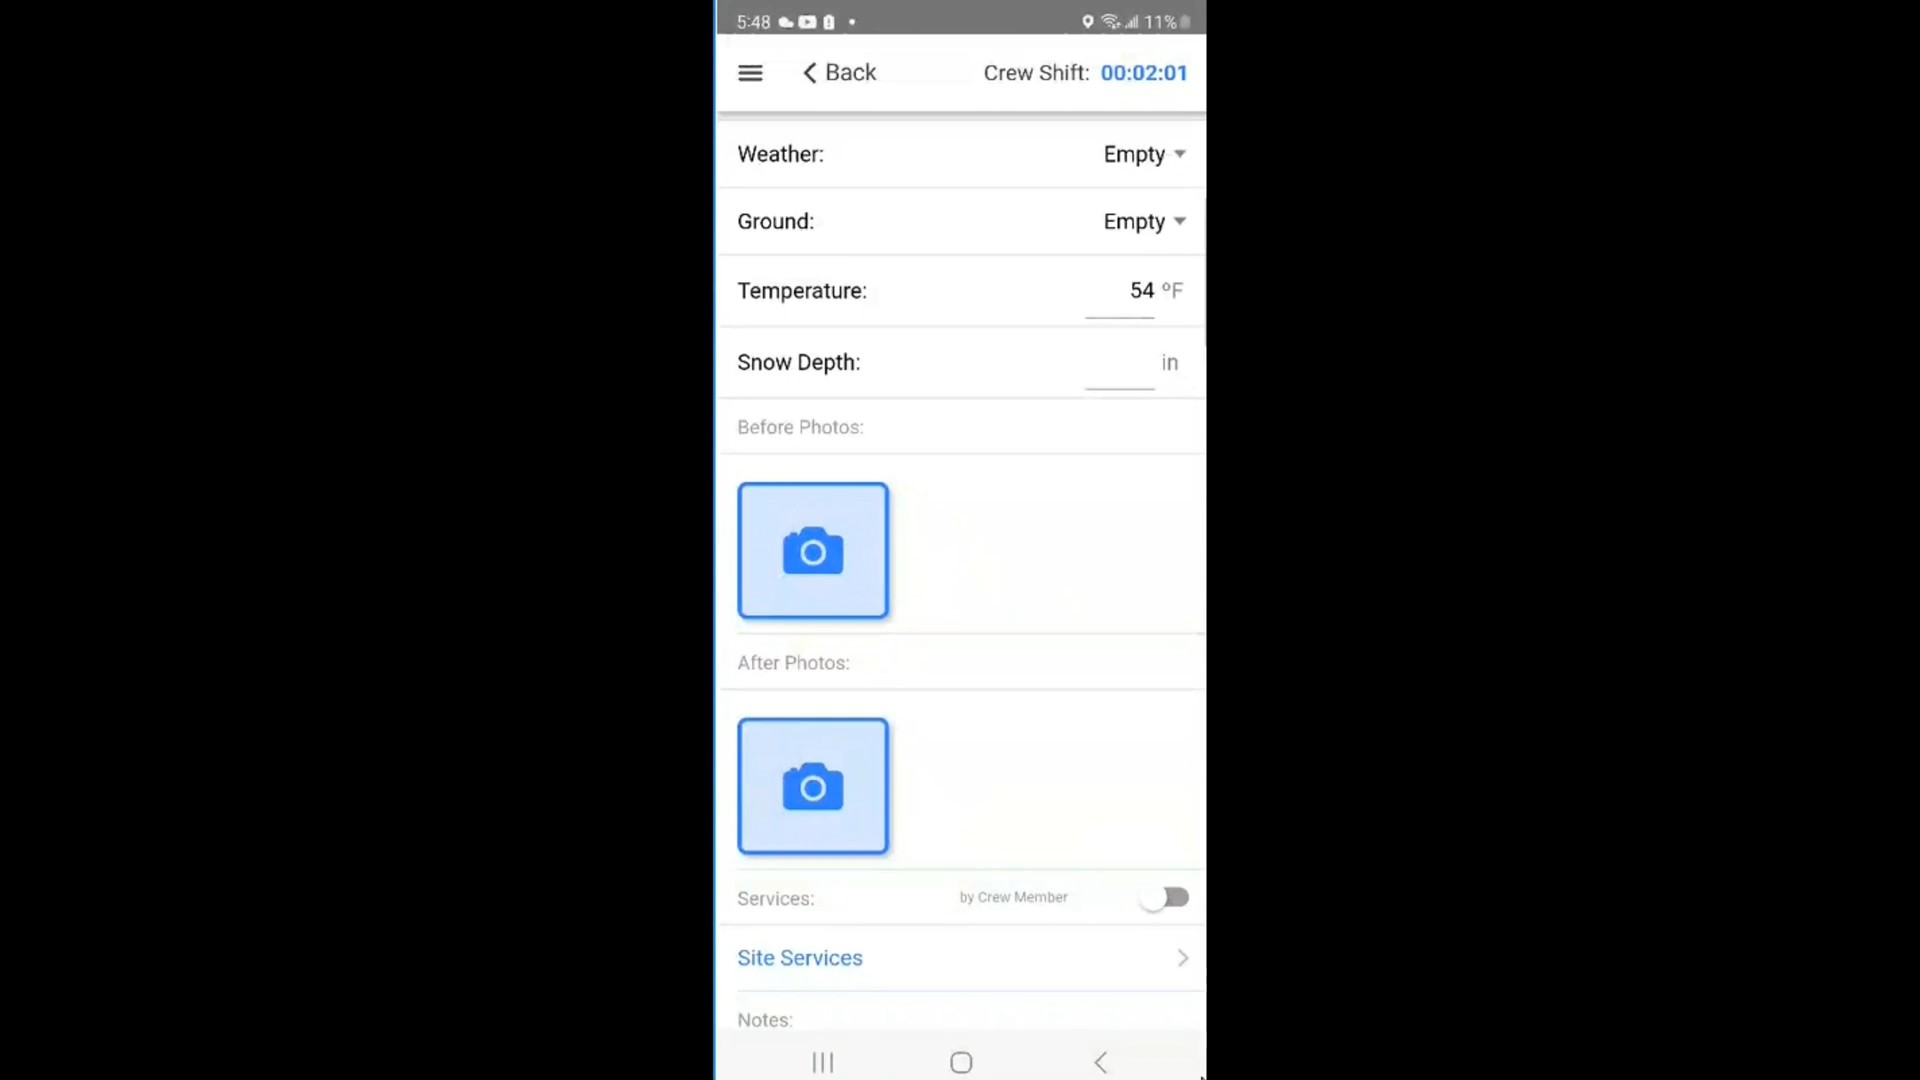 5:48 11%
Back Crew Shift: 00:02:01
Weather: Empty
Ground: Empty
Temperature: 54 °F
Snow Depth: in
Before Photos:
After Photos:
Services: by Crew Member
Site Services
Notes: